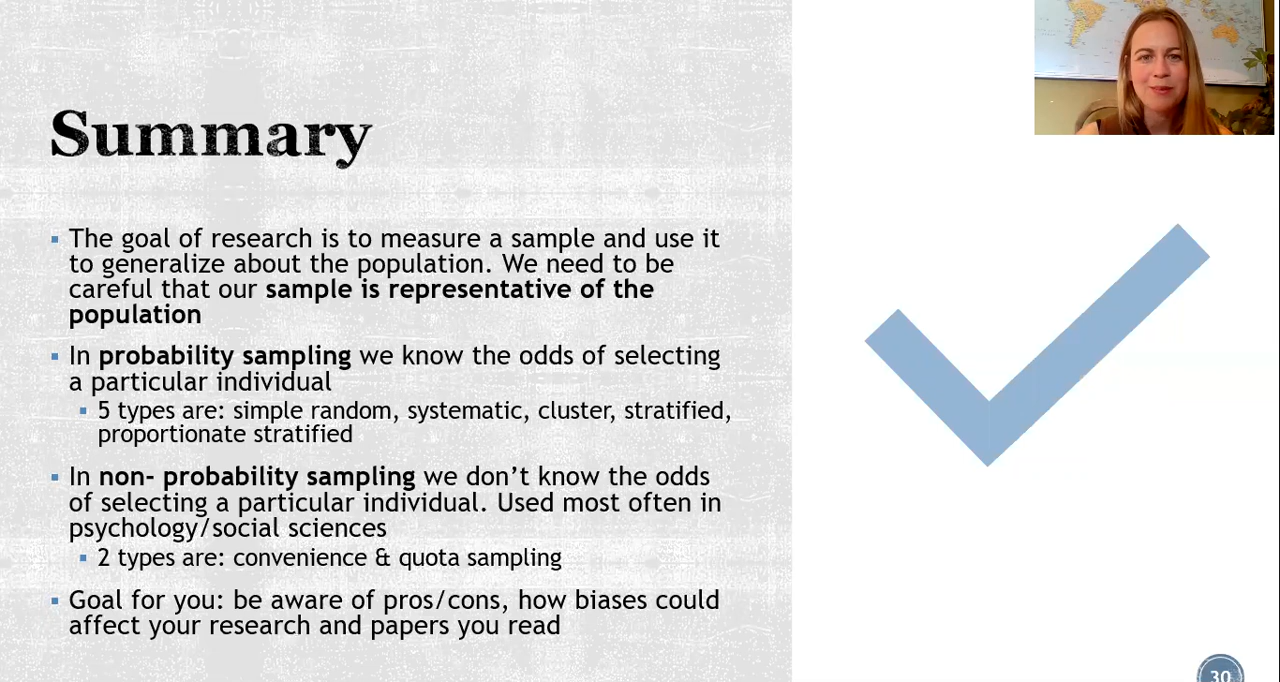 Summary
▪ The goal of research is to measure a sample and use it
to generalize about the population. We need to be
careful that our sample is representative of the
population
▪ In probability sampling we know the odds of selecting
a particular individual
▪ 5 types are: simple random, systematic, cluster, stratified,
proportionate stratified
▪ In non- probability sampling we don’t know the odds
of selecting a particular individual. Used most often in
psychology/social sciences
▪ 2 types are: convenience & quota sampling
▪ Goal for you: be aware of pros/cons, how biases could
affect your research and papers you read
30